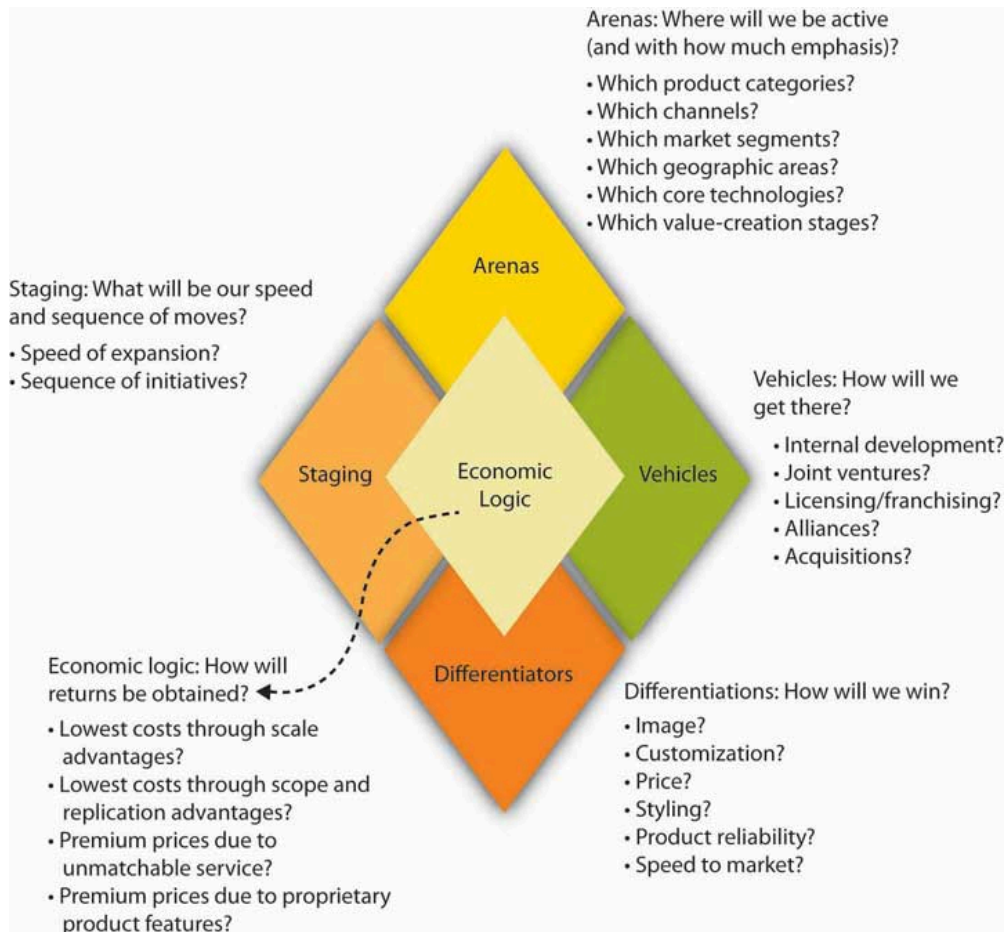 Arenas: Where will we be active
(and with how much emphasis)?
• Which product categories?
• Which channels?
• Which market segments?
• Which geographic areas?
• Which core technologies?
• Which value-creation stages?
Arenas
Staging: What will be our speed
and sequence of moves?
• Speed of expansion?
• Sequence of initiatives?
Vehicles: How will we
get there?
• Internal development?
• Joint ventures?
• Licensing/franchising?
• Alliances?
• Acquisitions?
Staging
Economic
Logic
Vehicles
Differentiators
Economic logic: How will
returns be obtained?
• Lowest costs through scale
advantages?
• Lowest costs through scope and
replication advantages?
• Premium prices due to
unmatchable service?
• Premium prices due to proprietary
product features?
Differentiations: How will we win?
• Image?
• Customization?
• Price?
• Styling?
• Product reliability?
• Speed to market?